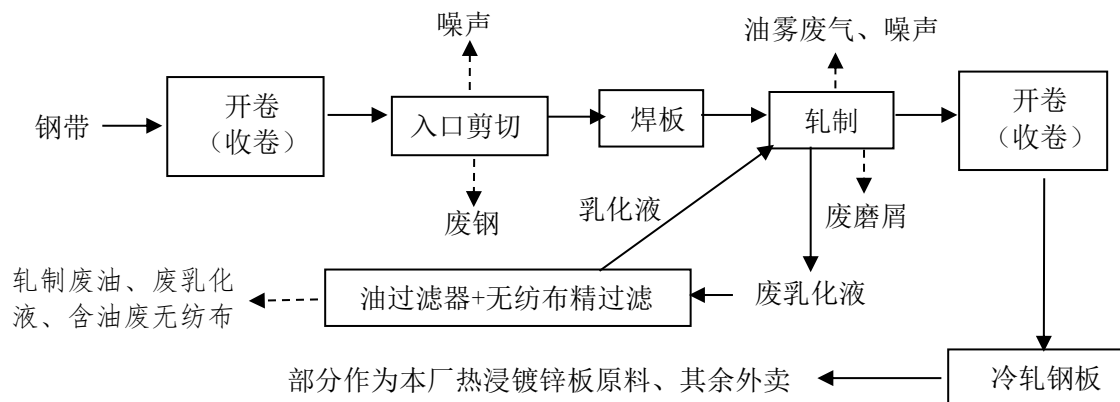 噪声
油雾废气、噪声
钢带
开卷
（收卷）
入口剪切
焊板
轧制
开卷
（收卷）
废钢
乳化液
废磨屑
轧制废油、废乳化
液、含油废无纺布
油过滤器+无纺布精过滤
废乳化液
部分作为本厂热浸镀锌板原料、其余外卖
冷轧钢板